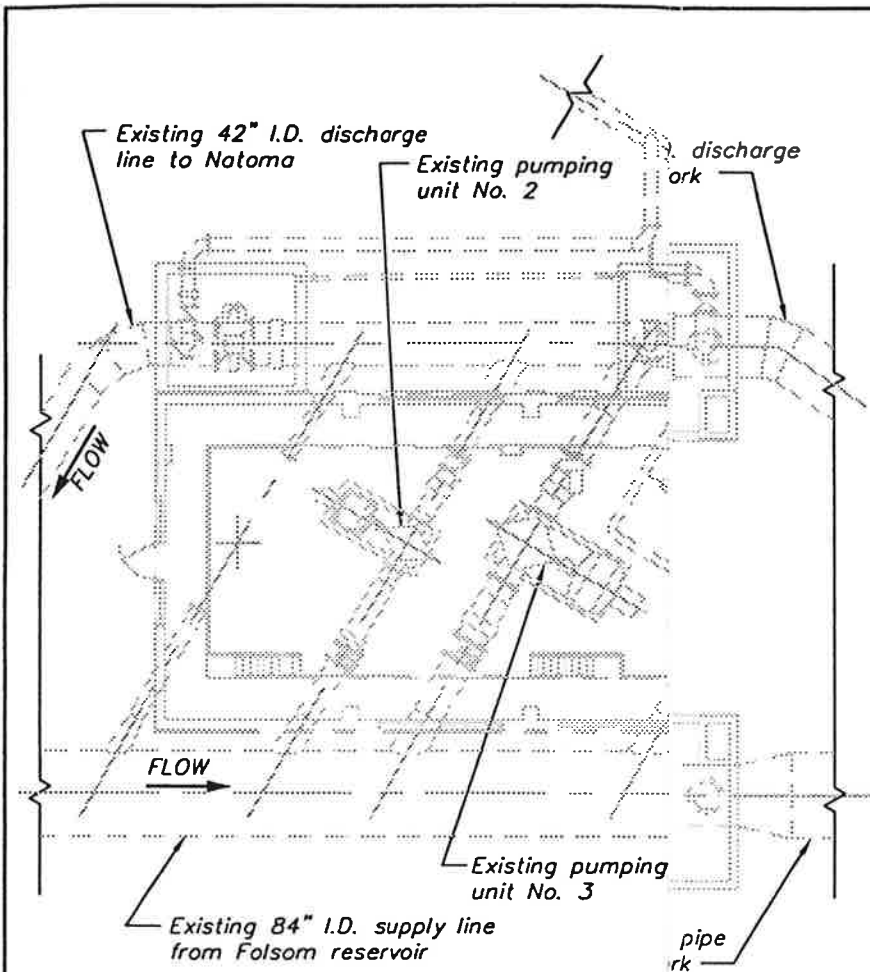 Existing 42" I.D. discharge
line to Natoma
Existing pumping
unit No. 2
. discharge
ork
FLOW
FLOW
Existing pumping
unit No. 3
Existing 84" I.D. supply line
from Folsom reservoir
pipe
rk